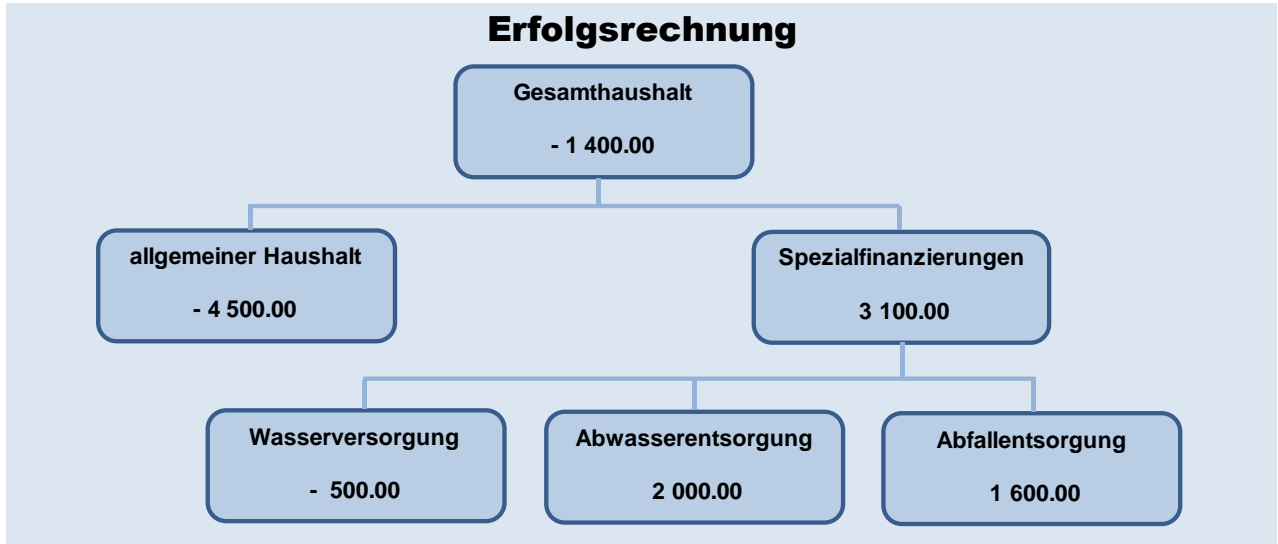 Erfolgsrechnung
Gesamthaushalt
- 1 400.00
allgemeiner Haushalt
- 4 500.00
Spezialfinanzierungen
3 100.00
Wasserversorgung
- 500.00
Abwasserentsorgung
2 000.00
Abfallentsorgung
1 600.00